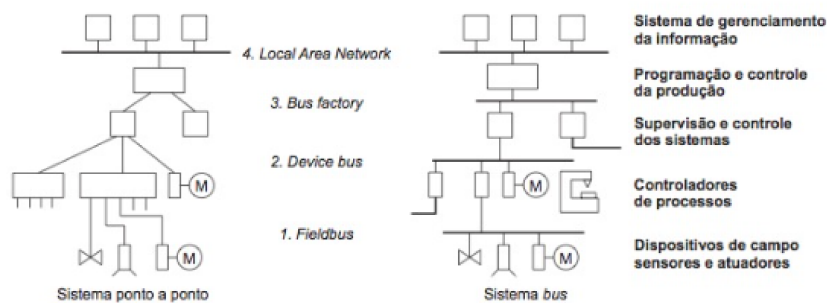 Sistema de gerenciamento
da informação
4. Local Area Network
Programação e controle
da produção
3. Bus factory
Supervisão e controle
dos sistemas
2. Device bus
M
M
Controladores
de processos
1. Fieldbus
Dispositivos de campo
sensores e atuadores
M
M
Sistema ponto a ponto
Sistema bus